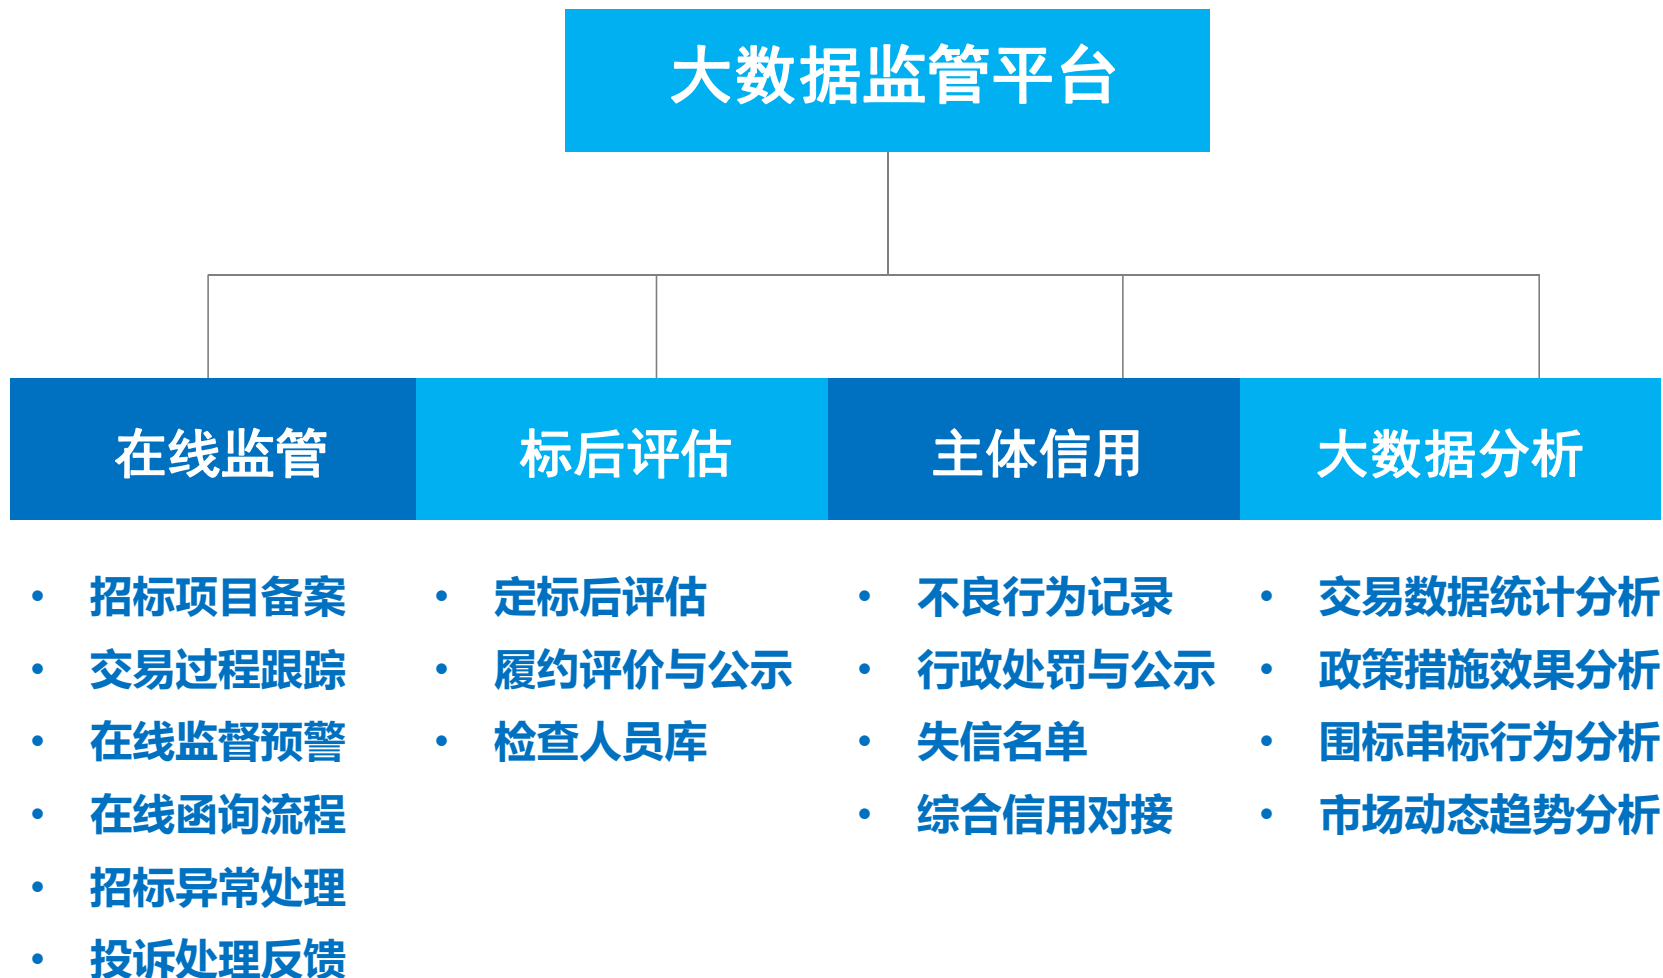 大数据监管平台
在线监管
标后评估
主体信用
大数据分析
• 招标项目备案
• 交易过程跟踪
• 在线监督预警
• 在线函询流程
• 招标异常处理
• 投诉处理反馈
• 定标后评估
• 履约评价与公示
• 检查人员库
• 不良行为记录
• 行政处罚与公示
• 失信名单
• 综合信用对接
• 交易数据统计分析
• 政策措施效果分析
• 围标串标行为分析
• 市场动态趋势分析